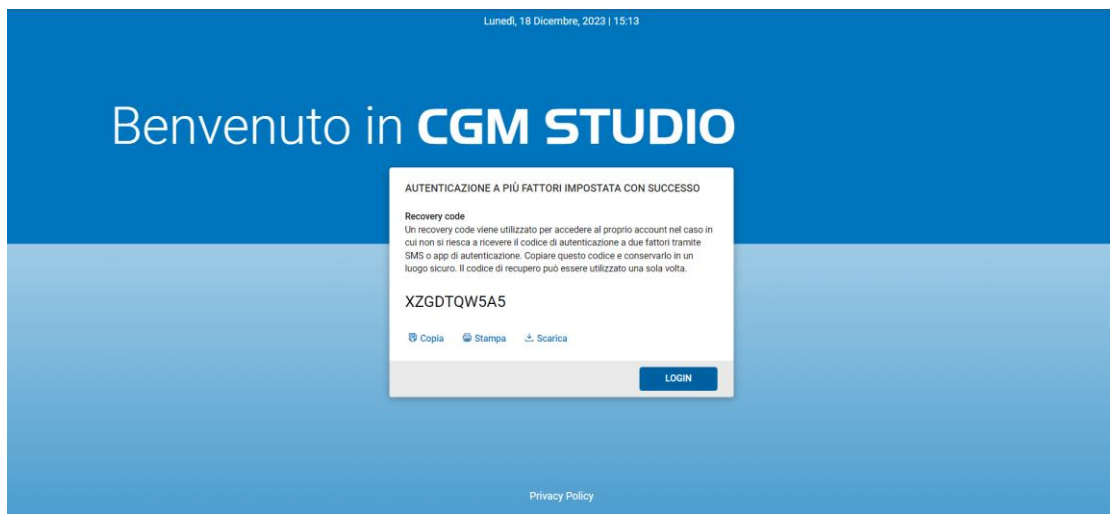 Lunedì, 18 Dicembre, 2023 | 15:13
Benvenuto in CGM STUDIO
AUTENTICAZIONE A PIÙ FATTORI IMPOSTATA CON SUCCESSO
Recovery code
Un recovery code viene utilizzato per accedere al proprio account nel caso in
cui non si riesca a ricevere il codice di autenticazione a due fattori tramite
SMS o app di autenticazione. Copiare questo codice e conservarlo in un
luogo sicuro. Il codice di recupero può essere utilizzato una sola volta.
XZGDTQW5A5
Copia Stampa Scarica
LOGIN
Privacy Policy